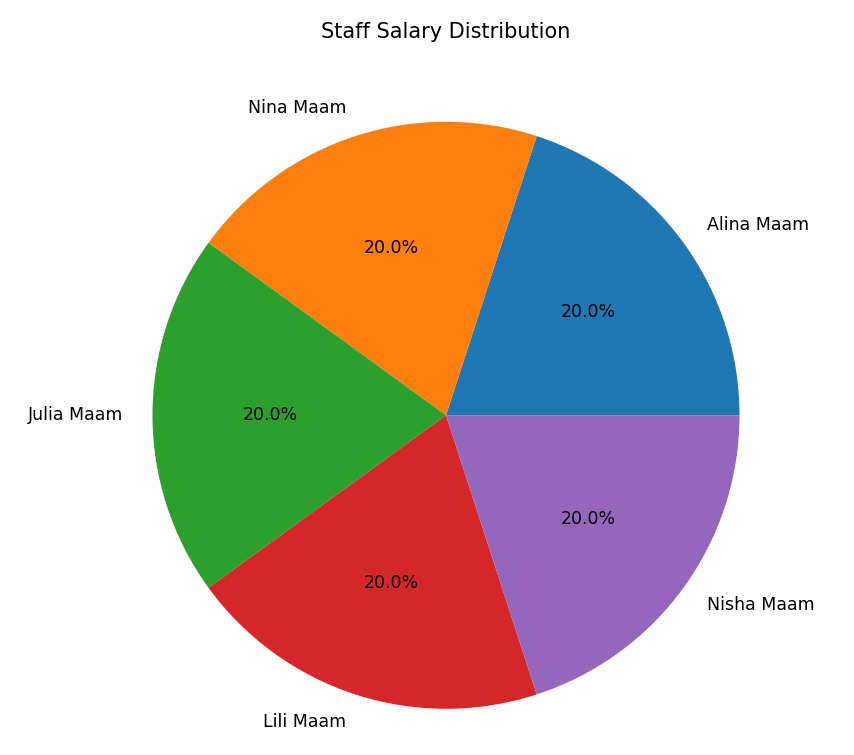 Staff Salary Distribution
Nina Maam
Alina Maam
20.0%
20.0%
Julia Maam
20.0%
20.0%
20.0%
Nisha Maam
Lili Maam